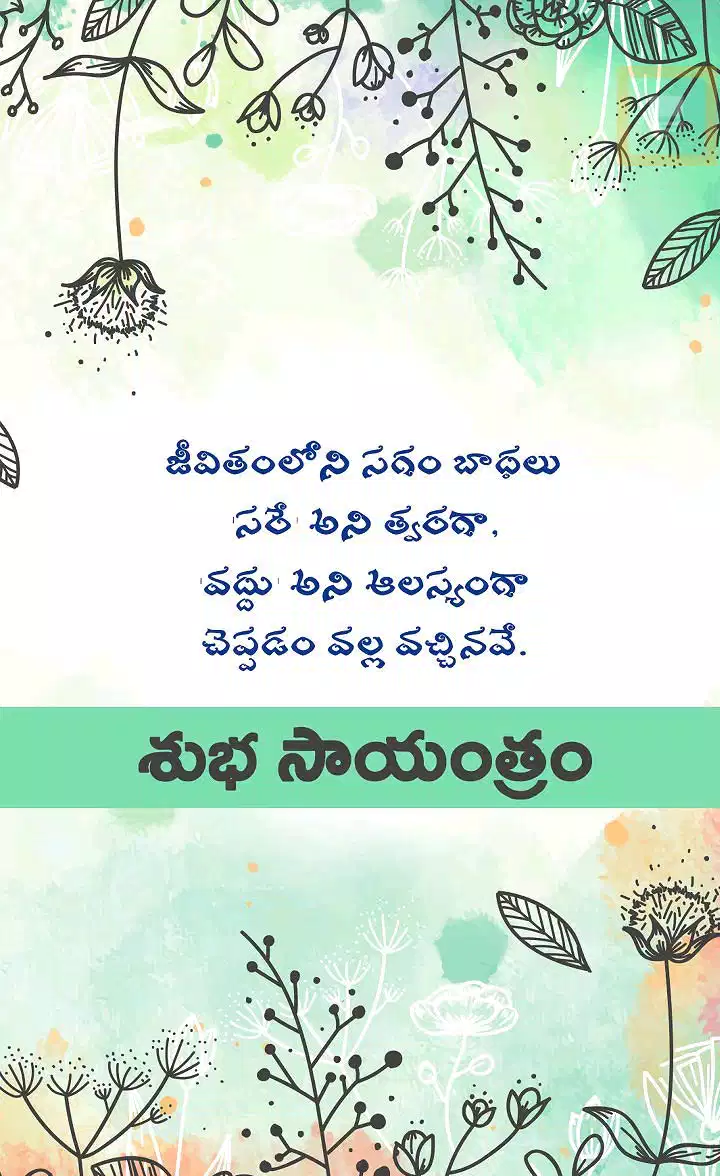 జీవితంలోని సగం బాధలు
'సరే' అని త్వరగా,
'వద్దు' అని ఆలస్యంగా
చెప్పడం వల్ల వచ్చినవే.
శుభ సాయంత్రం